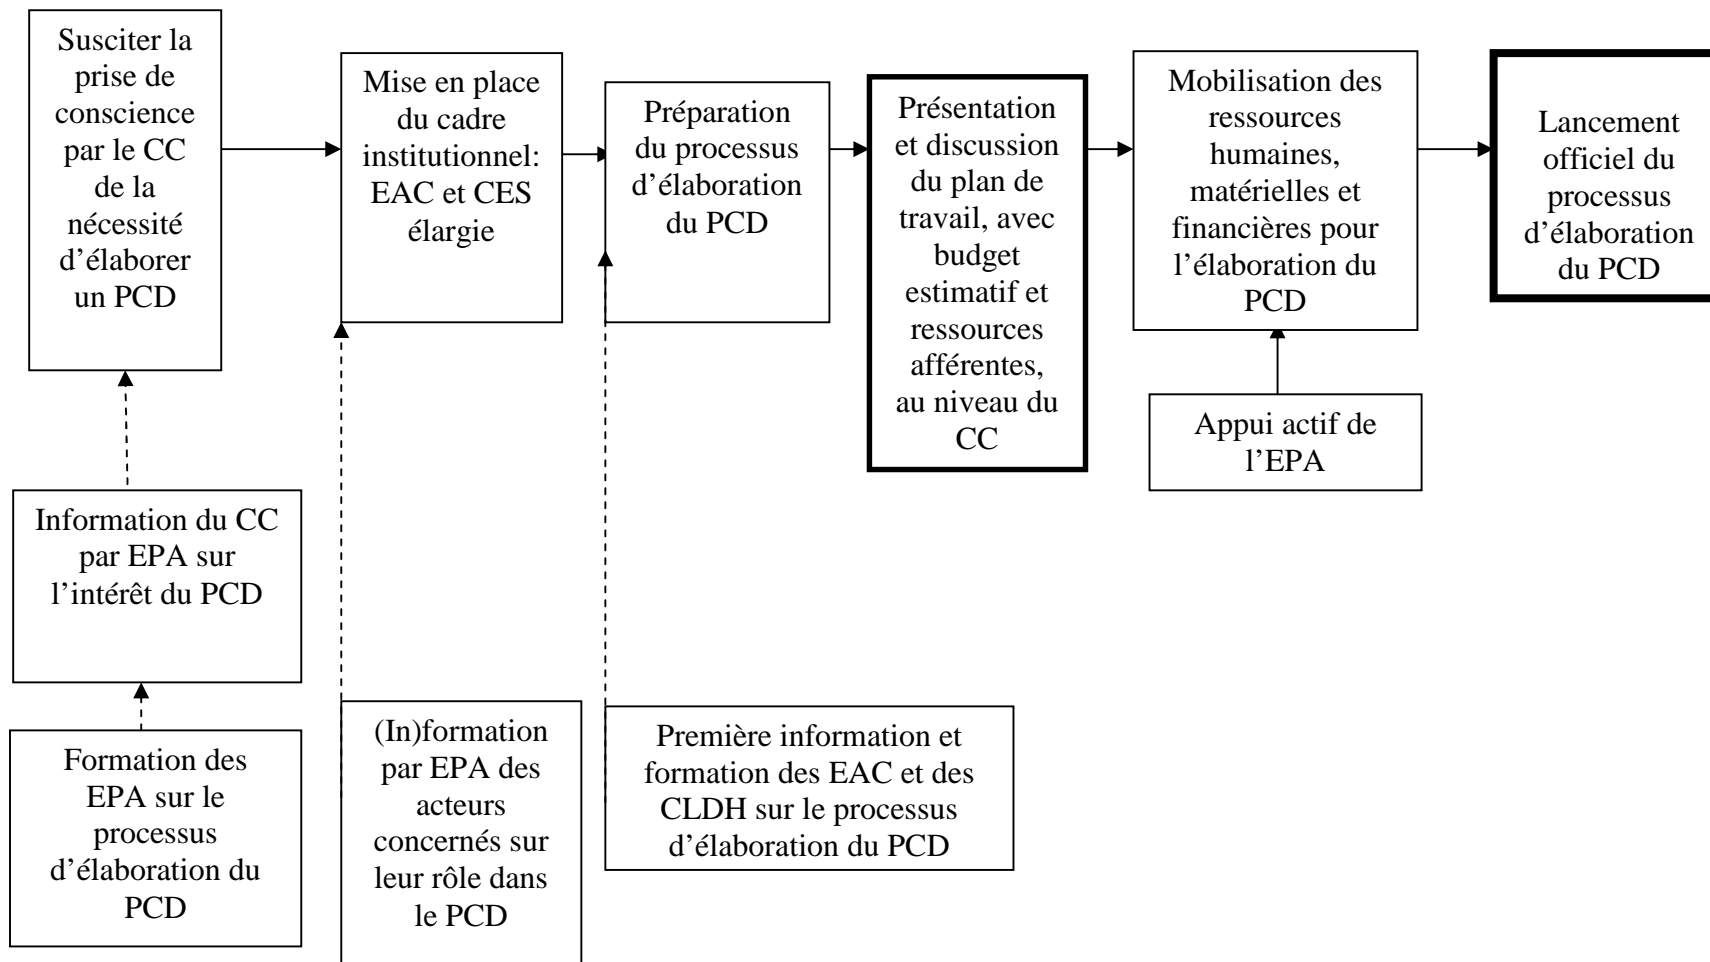 Susciter la
prise de
conscience
par le CC
de la
nécessité
d’élaborer
un PCD
Mise en place
du cadre
institutionnel:
EAC et CES
élargie
Préparation
du processus
d’élaboration
du PCD
Présentation
et discussion
du plan de
travail, avec
budget
estimatif et
ressources
afférentes,
au niveau du
CC
Mobilisation des
ressources
humaines,
matérielles et
financières pour
l’élaboration du
PCD
Lancement
officiel du
processus
d’élaboration
du PCD
Appui actif de
l’EPA
Information du CC
par EPA sur
l’intérêt du PCD
Formation des
EPA sur le
processus
d’élaboration du
PCD
(In)formation
par EPA des
acteurs
concernés sur
leur rôle dans
le PCD
Première information et
formation des EAC et des
CLDH sur le processus
d’élaboration du PCD